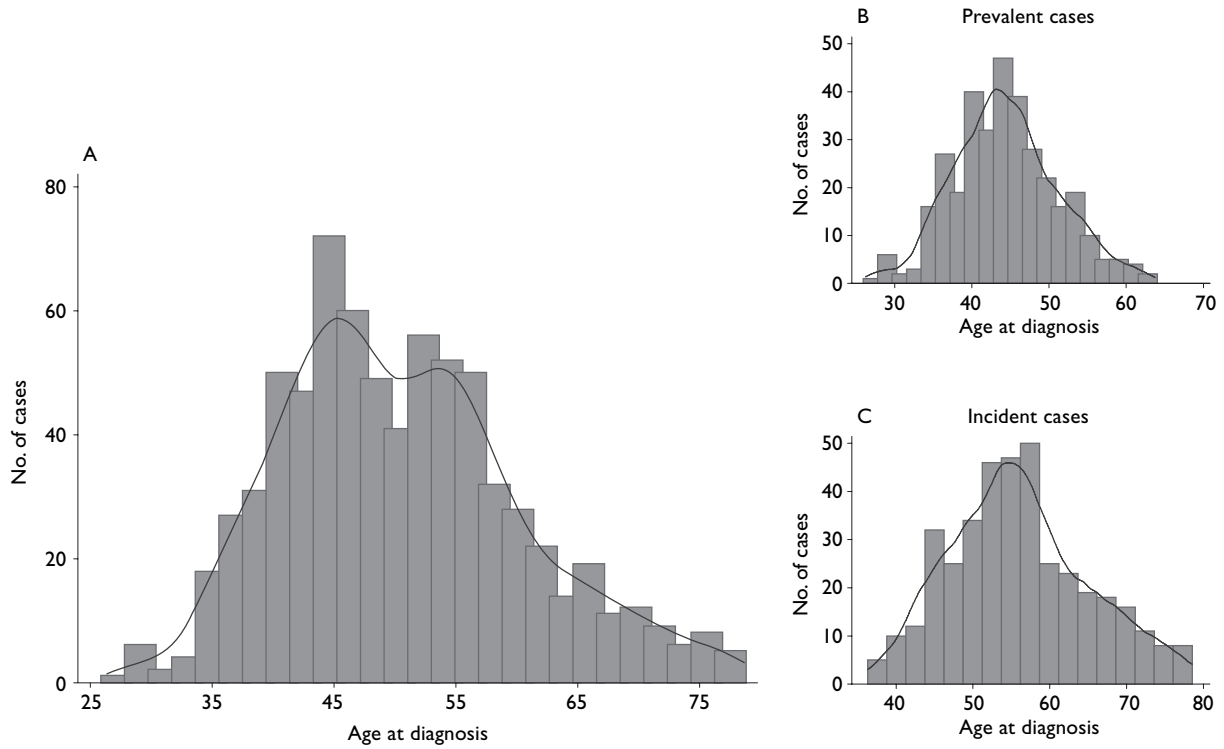 A
80
60
40
20
0
No. of cases
25 35 45 55 65 75
Age at diagnosis
B Prevalent cases
50
40
30
20
10
0
No. of cases
30 40 50 60 70
Age at diagnosis
C Incident cases
50
40
30
20
10
0
No. of cases
40 50 60 70 80
Age at diagnosis